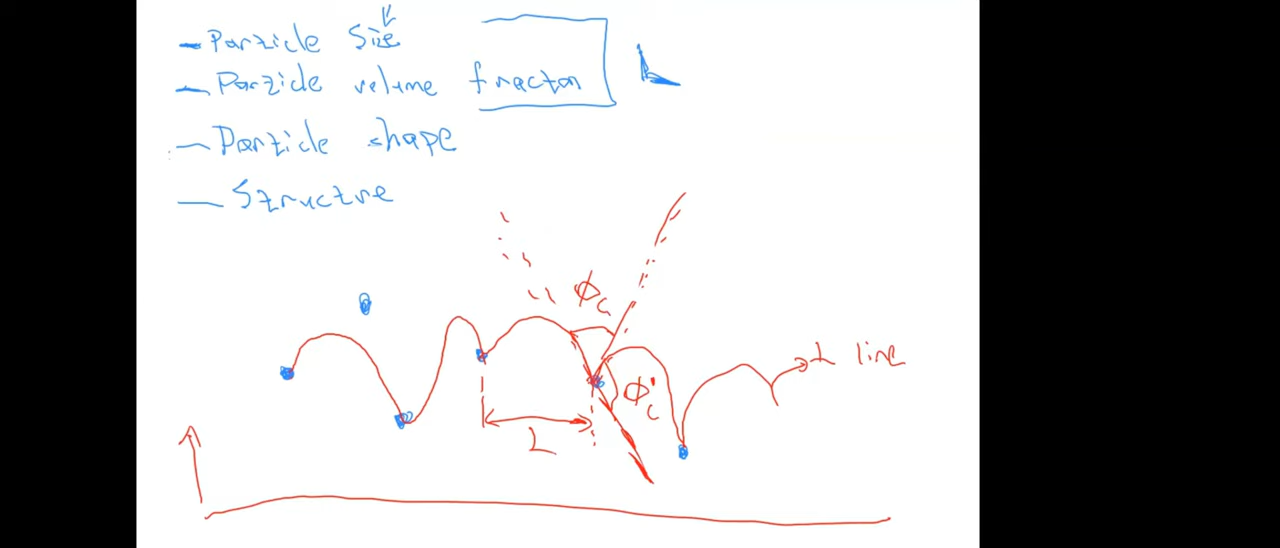 - Particle Size
- Particle volume fraction
- Particle shape
- Structure
ϕc
L line
ϕ'c
L